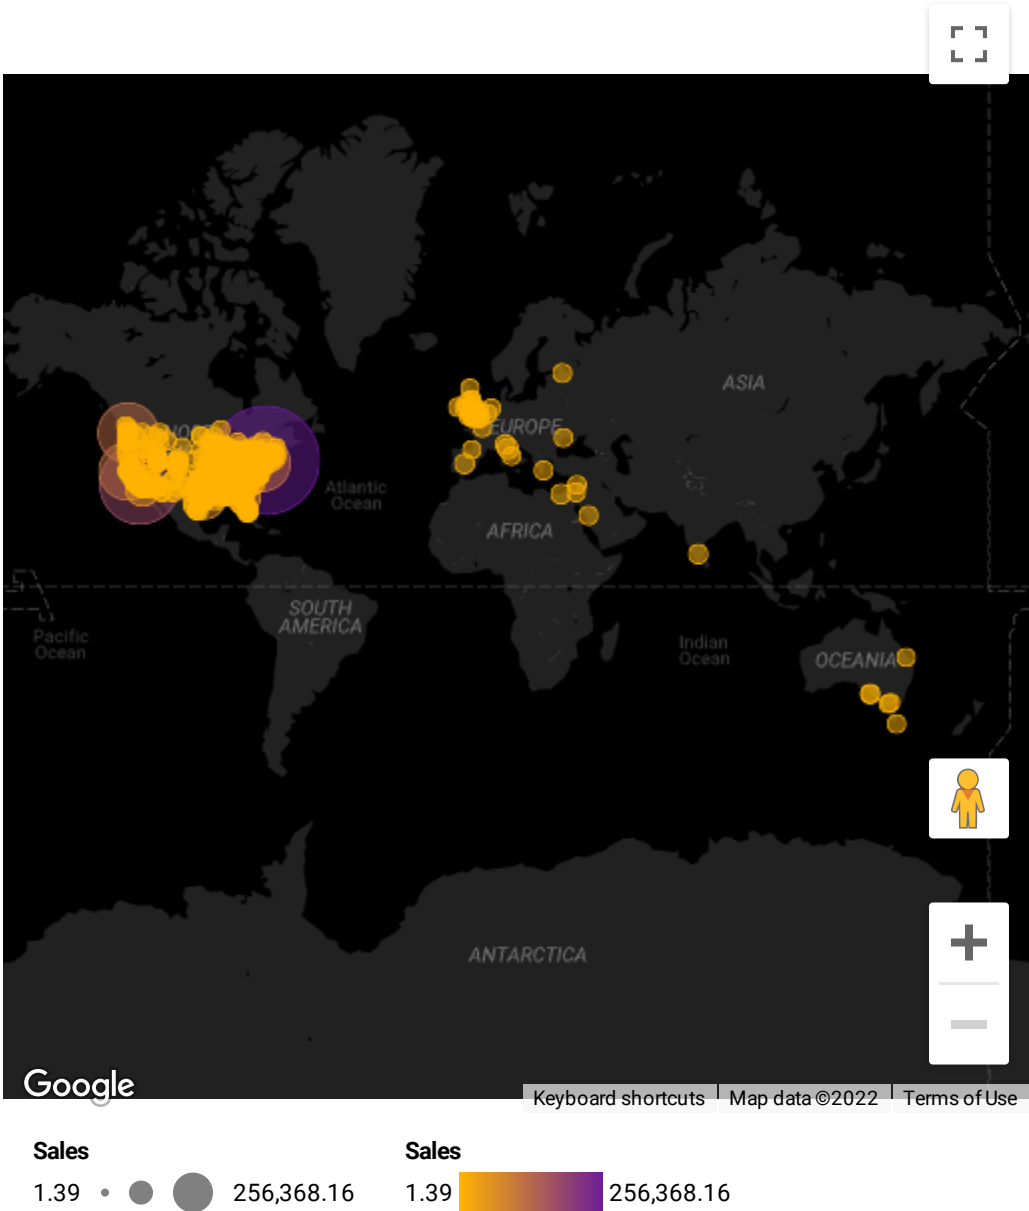 ASIA
EUROPE
Atlantic
Ocean
AFRICA
SOUTH
AMERICA
Pacific
Ocean
Indian
Ocean
OCEANIA
ANTARCTICA
Google
Keyboard shortcuts
Map data ©2022
Terms of Use
Sales
Sales
1.39
256,368.16
1.39
256,368.16